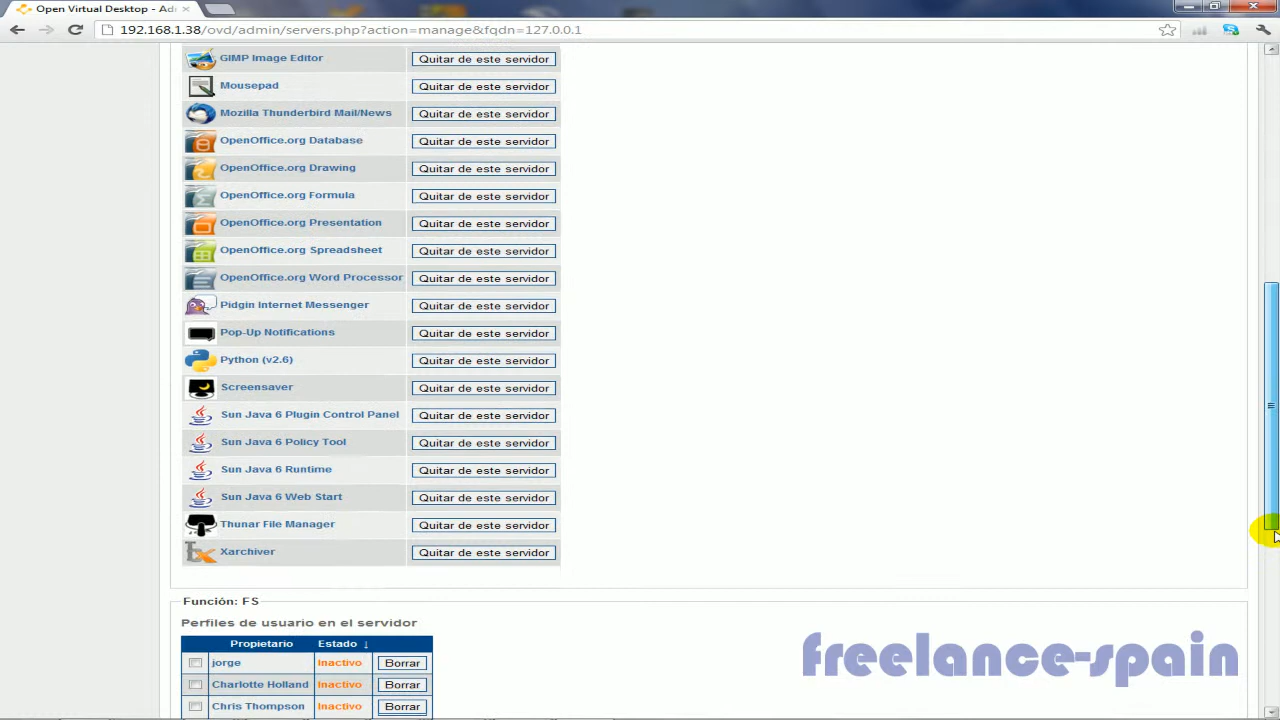 Open Virtual Desktop - Adı
192.168.1.38/ovd/admin/servers.php?action=manage&fqdn=127.0.0.1
GIMP Image Editor Quitar de este servidor
Mousepad Quitar de este servidor
Mozilla Thunderbird Mail/News Quitar de este servidor
OpenOffice.org Database Quitar de este servidor
OpenOffice.org Drawing Quitar de este servidor
OpenOffice.org Formula Quitar de este servidor
OpenOffice.org Presentation Quitar de este servidor
OpenOffice.org Spreadsheet Quitar de este servidor
OpenOffice.org Word Processor Quitar de este servidor
Pidgin Internet Messenger Quitar de este servidor
Pop-Up Notifications Quitar de este servidor
Python (v2.6) Quitar de este servidor
Screensaver Quitar de este servidor
Sun Java 6 Plugin Control Panel Quitar de este servidor
Sun Java 6 Policy Tool Quitar de este servidor
Sun Java 6 Runtime Quitar de este servidor
Sun Java 6 Web Start Quitar de este servidor
Thunar File Manager Quitar de este servidor
Xarchiver Quitar de este servidor
Función: FS
Perfiles de usuario en el servidor
Propietario Estado ↓
jorge Inactivo Borrar
Charlotte Holland Inactivo Borrar
Chris Thompson Inactivo Borrar
freelance-spain